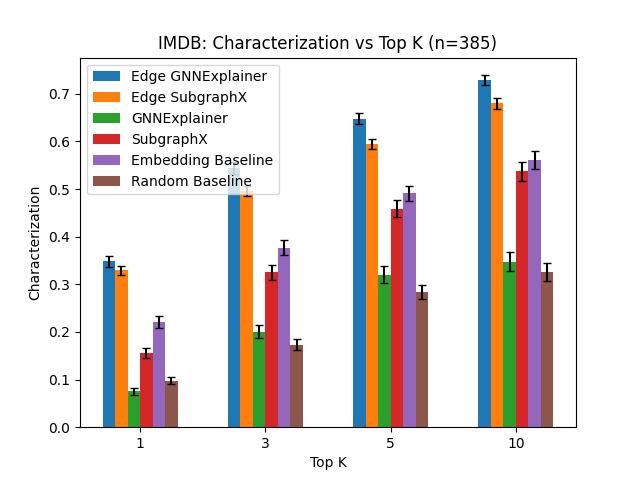 IMDB: Characterization vs Top K (n=385)
Edge GNNExplainer
Edge SubgraphX
GNNExplainer
SubgraphX
Embedding Baseline
Random Baseline
Characterization
0.7
0.6
0.5
0.4
0.3
0.2
0.1
0.0
1 3 5 10
Top K